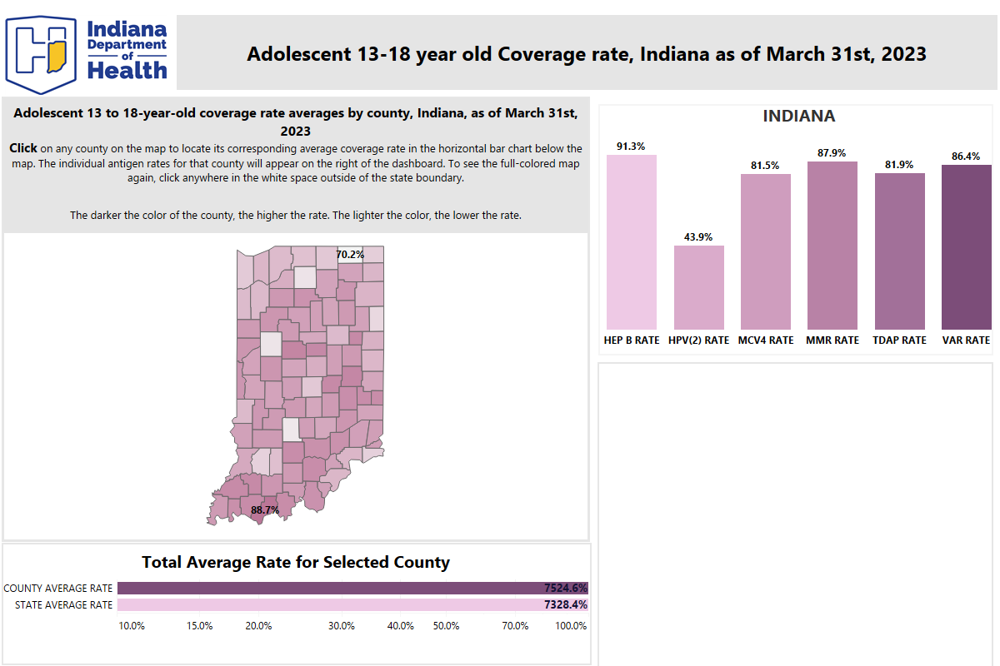 Indiana
Department
of
Health
Adolescent 13-18 year old Coverage rate, Indiana as of March 31st, 2023
Adolescent 13 to 18-year-old coverage rate averages by county, Indiana, as of March 31st,
2023
Click on any county on the map to locate its corresponding average coverage rate in the horizontal bar chart below the
map. The individual antigen rates for that county will appear on the right of the dashboard. To see the full-colored map
again, click anywhere in the white space outside of the state boundary.
The darker the color of the county, the higher the rate. The lighter the color, the lower the rate.
70.2%
88.7%
Total Average Rate for Selected County
COUNTY AVERAGE RATE 7524.6%
STATE AVERAGE RATE 7328.4%
10.0% 15.0% 20.0% 30.0% 40.0% 50.0% 70.0% 100.0%
INDIANA
91.3% 43.9% 81.5% 87.9% 81.9% 86.4%
HEP B RATE HPV(2) RATE MCV4 RATE MMR RATE TDAP RATE VAR RATE